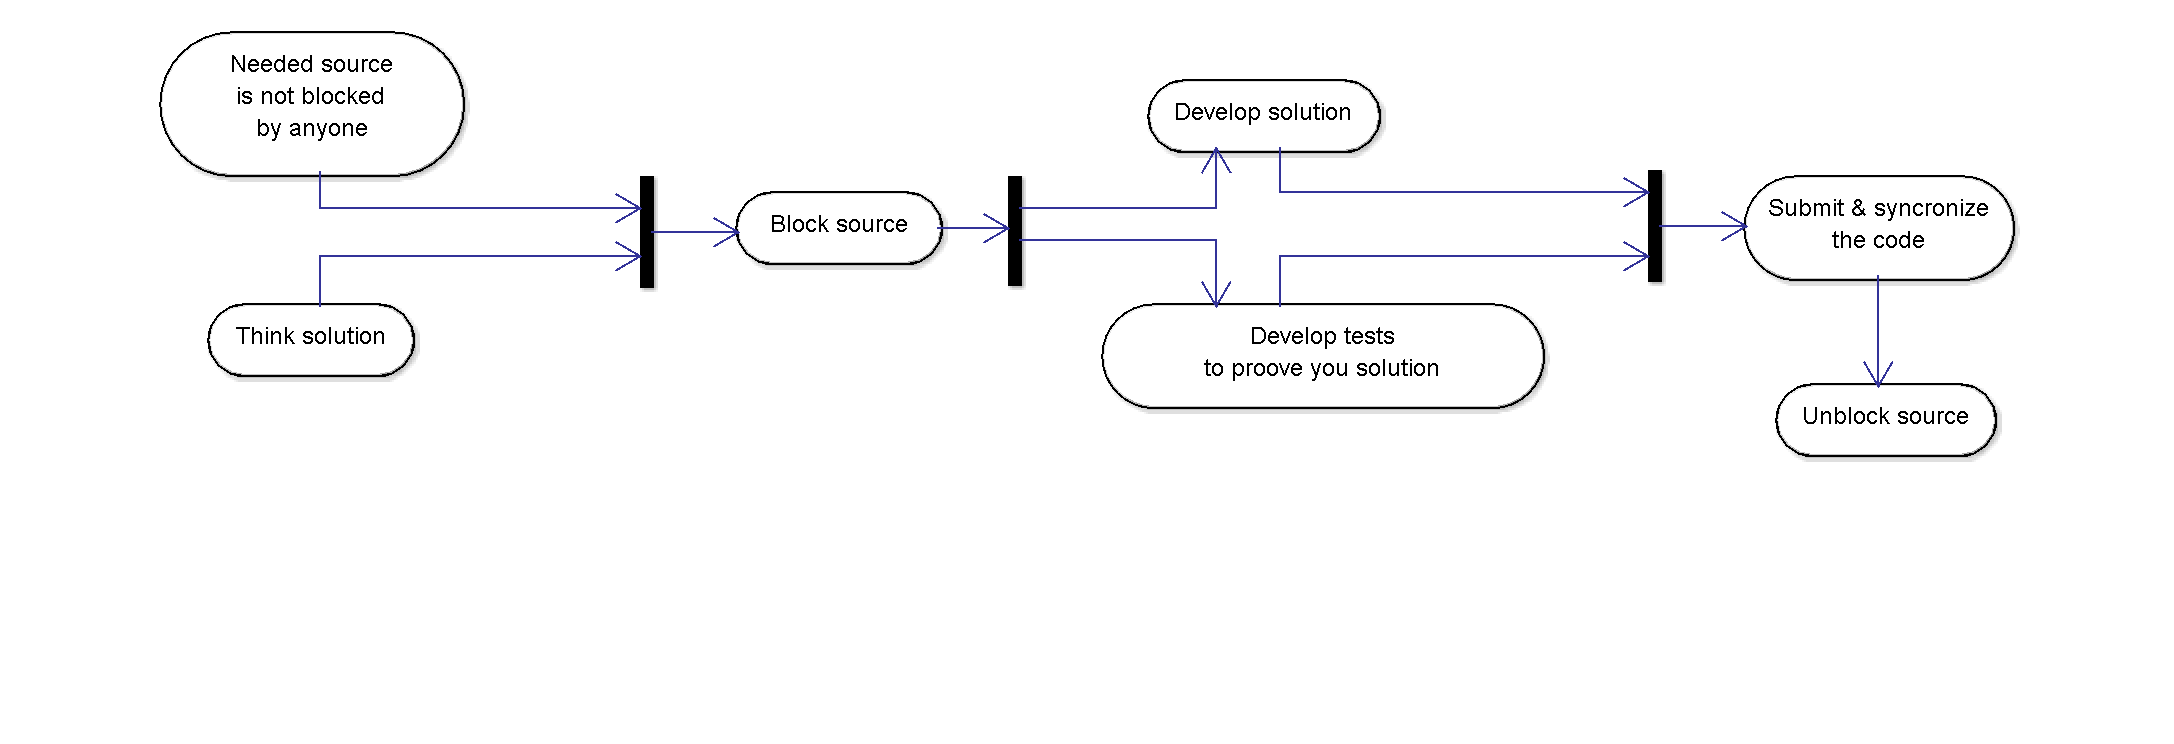 Needed source
is not blocked
by anyone
Think solution
Block source
Develop solution
Develop tests
to proove you solution
Submit & syncronize
the code
Unblock source